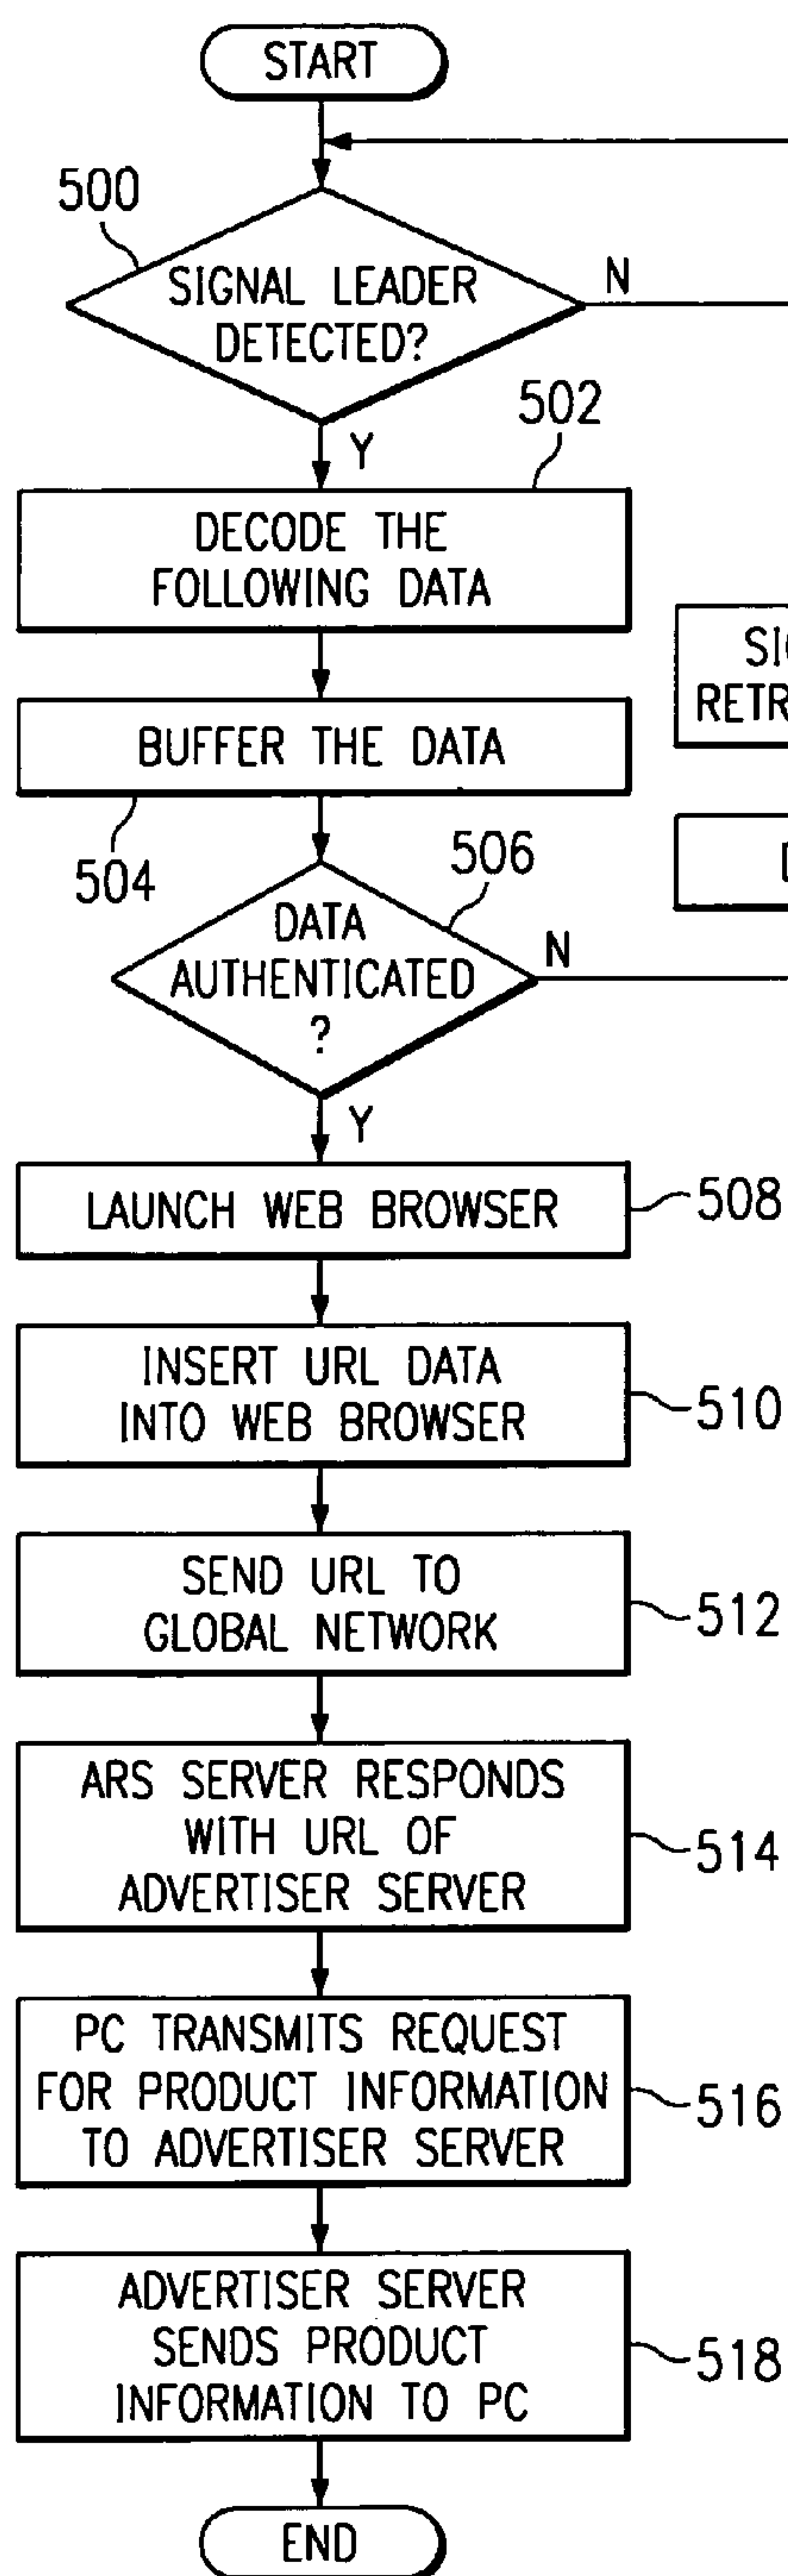 START
500
SIGNAL LEADER
DETECTED?
N
Y
502
DECODE THE
FOLLOWING DATA
BUFFER THE DATA
504
506
DATA
AUTHENTICATED
?
N
Y
LAUNCH WEB BROWSER
508
INSERT URL DATA
INTO WEB BROWSER
510
SEND URL TO
GLOBAL NETWORK
512
ARS SERVER RESPONDS
WITH URL OF
ADVERTISER SERVER
514
PC TRANSMITS REQUEST
FOR PRODUCT INFORMATION
TO ADVERTISER SERVER
516
ADVERTISER SERVER
SENDS PRODUCT
INFORMATION TO PC
518
END